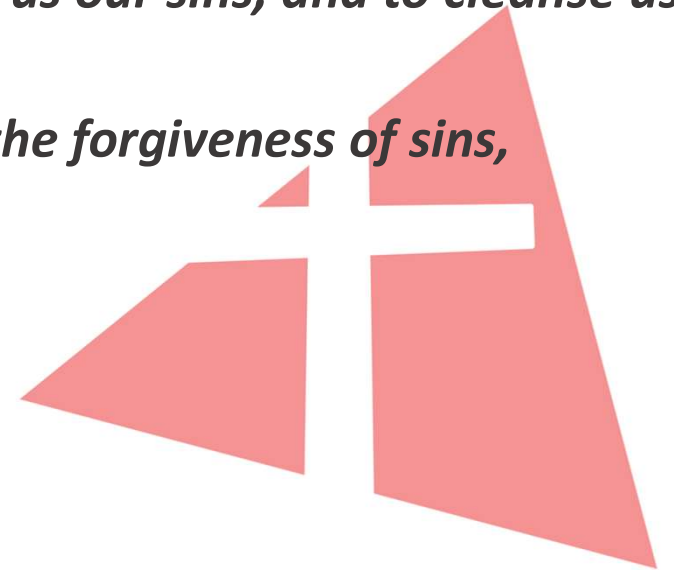 us our sins, and to cleanse us
the forgiveness of sins,